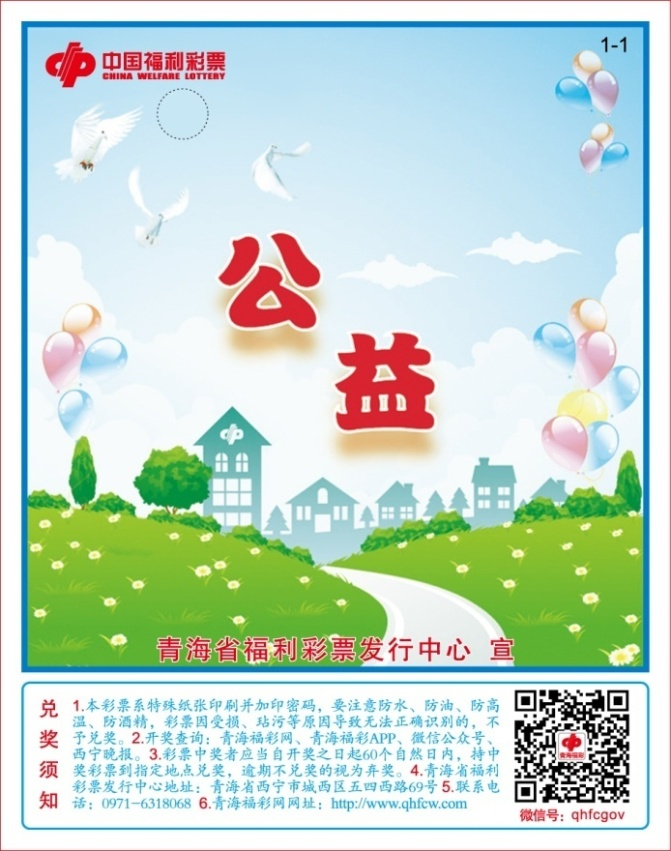 中国福利彩票
CHINA WELFARE LOTTERY
1-1
公
益
青海省福利彩票发行中心 宣
兑奖须知
1.本彩票系特殊纸张印刷并加印密码，要注意防水、防油、防高
温、防酒精，彩票因受损、玷污等原因导致无法正确识别的，不
予兑奖。2.开奖查询：青海福彩网、青海福彩APP、微信公众号、
西宁晚报。3.彩票中奖者应当自开奖之日起60个自然日内，持中
奖彩票到指定地点兑奖，逾期不兑奖的视为弃奖。4.青海省福利
彩票发行中心地址：青海省西宁市城西区五四西路69号5.联系电
话：0971-6318068 6.青海福彩网网址：http://www.qhfcw.com
青海福彩
微信号：qhfcgov